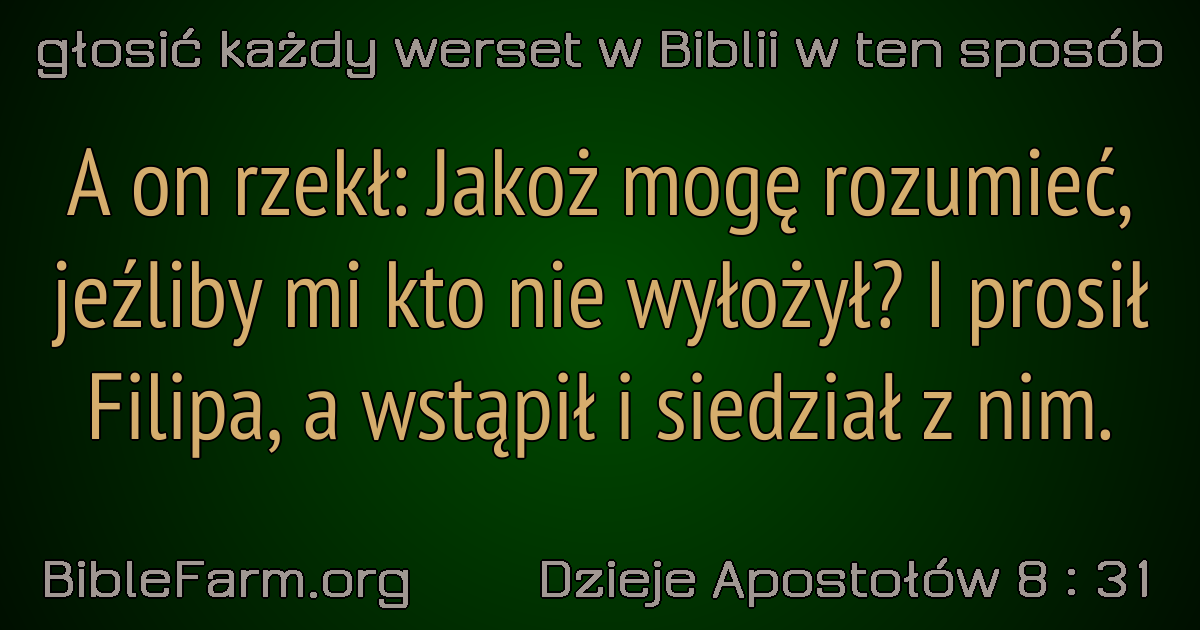 głosić każdy werset w Biblii w ten sposób
A on rzekł: Jakoż mogę rozumieć,
jeźliby mi kto nie wyłożył? I prosił
Filipa, a wstąpił i siedział z nim.
BibleFarm.org
Dzieje Apostołów 8 : 31